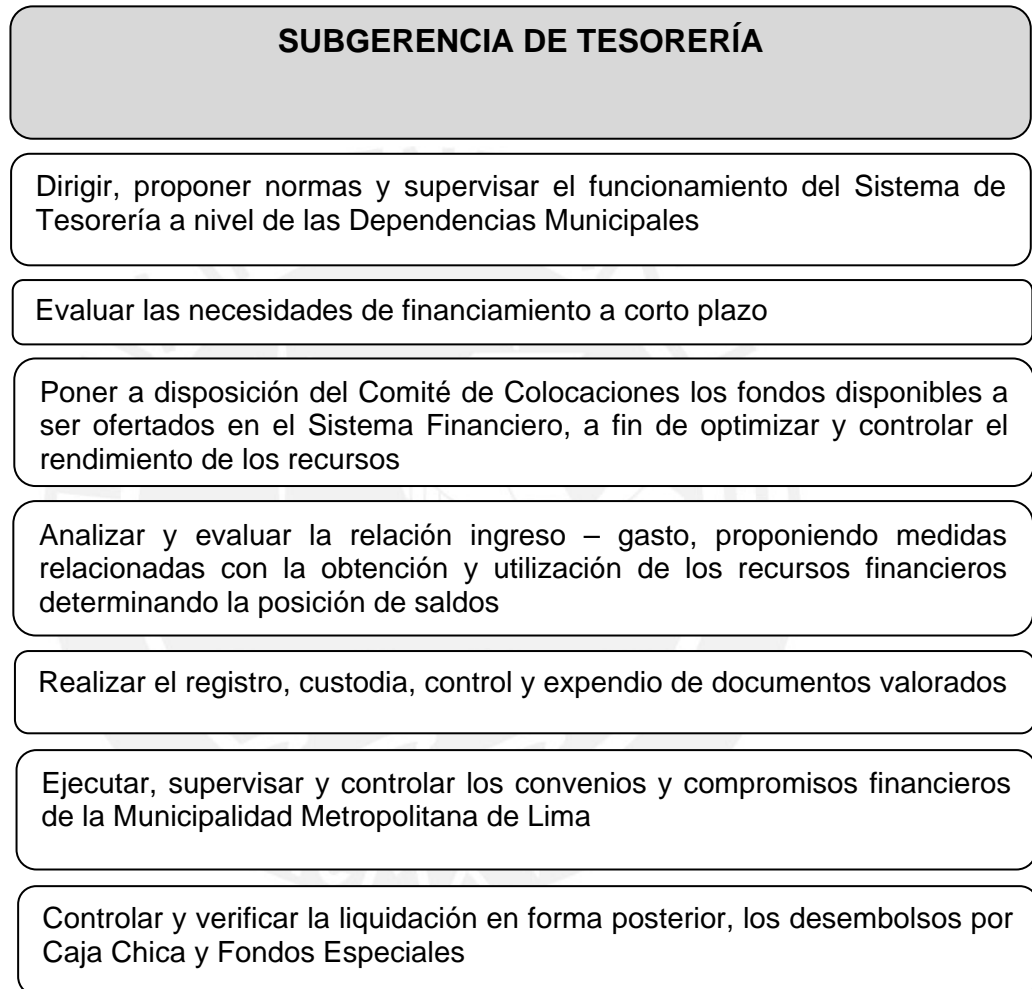 SUBGERENCIA DE TESORERÍA
Dirigir, proponer normas y supervisar el funcionamiento del Sistema de
Tesorería a nivel de las Dependencias Municipales
Evaluar las necesidades de financiamiento a corto plazo
Poner a disposición del Comité de Colocaciones los fondos disponibles a
ser ofertados en el Sistema Financiero, a fin de optimizar y controlar el
rendimiento de los recursos
Analizar y evaluar la relación ingreso – gasto, proponiendo medidas
relacionadas con la obtención y utilización de los recursos financieros
determinando la posición de saldos
Realizar el registro, custodia, control y expendio de documentos valorados
Ejecutar, supervisar y controlar los convenios y compromisos financieros
de la Municipalidad Metropolitana de Lima
Controlar y verificar la liquidación en forma posterior, los desembolsos por
Caja Chica y Fondos Especiales